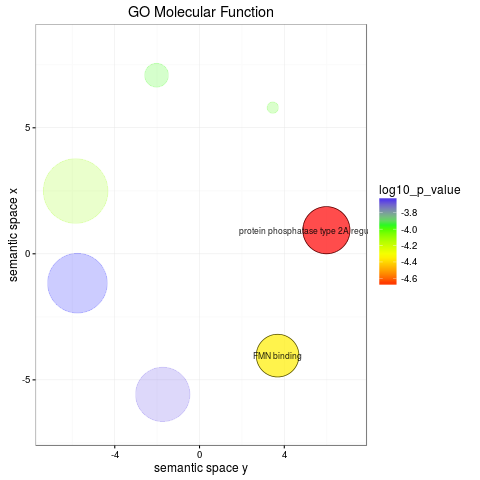 GO Molecular Function
semantic space x
5
0
-5
protein phosphatase type 2A regu
FMN binding
-4
0
4
semantic space y
log10_p_value
-3.8
-4.0
-4.2
-4.4
-4.6